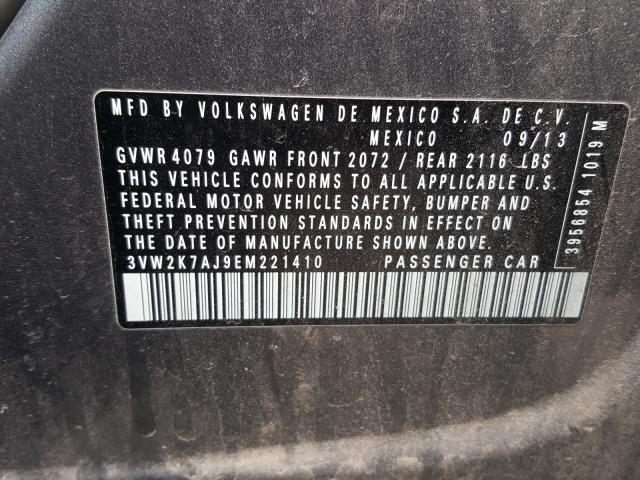 MFD BY VOLKSWAGEN DE MEXICO S.A. DE C.V.
MEXICO 09/13
GVWR 4079 GAWR FRONT 2072 / REAR 2116 LBS
THIS VEHICLE CONFORMS TO ALL APPLICABLE U.S.
FEDERAL MOTOR VEHICLE SAFETY, BUMPER AND
THEFT PREVENTION STANDARDS IN EFFECT ON
THE DATE OF MANUFACTURE SHOWN ABOVE.
3VW2K7AJ9EM221410 PASSENGER CAR
3956854 1019 M